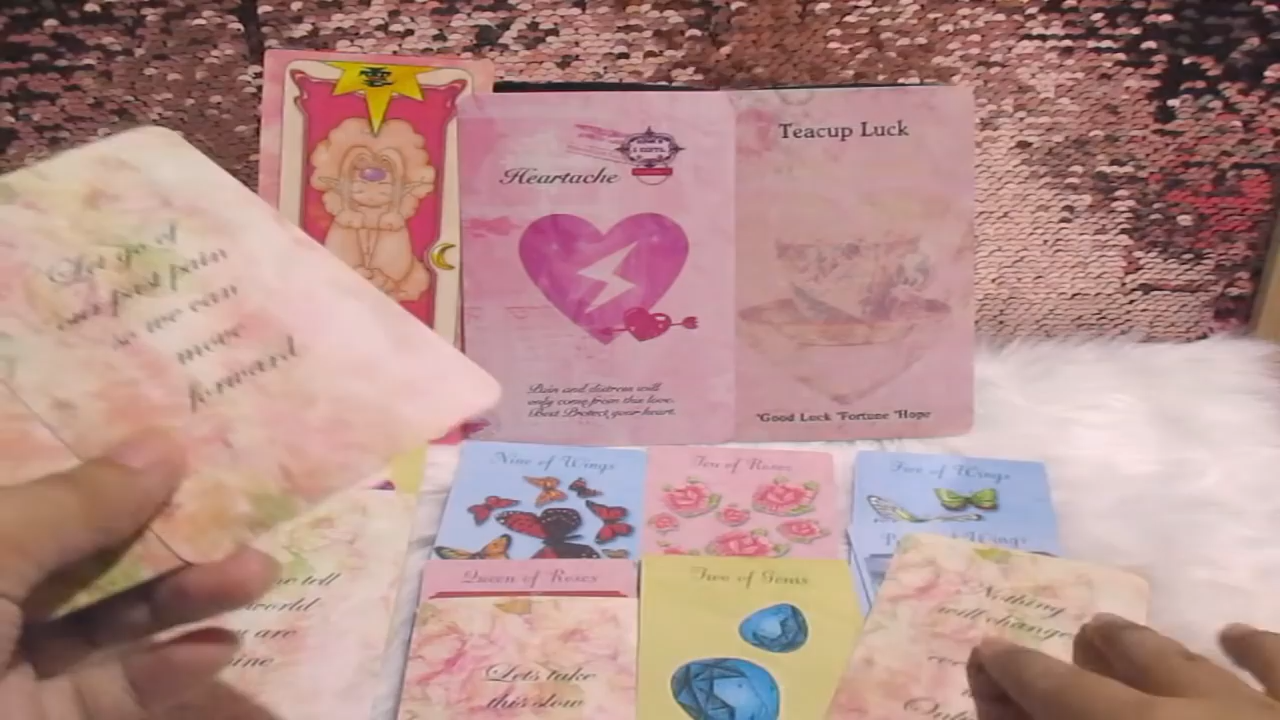 Let go of
our past pain
so we can
move
forward
Heartache
Pain and distress will
only come from this love.
Best Protect your heart.
Teacup Luck
*Good Luck *Fortune *Hope
Nine of Wings
Ten of Roses
of Wings
Wings
Queen of Roses
Two of Gems
tell
world
are
Lets take
this slow
Nothing
will change